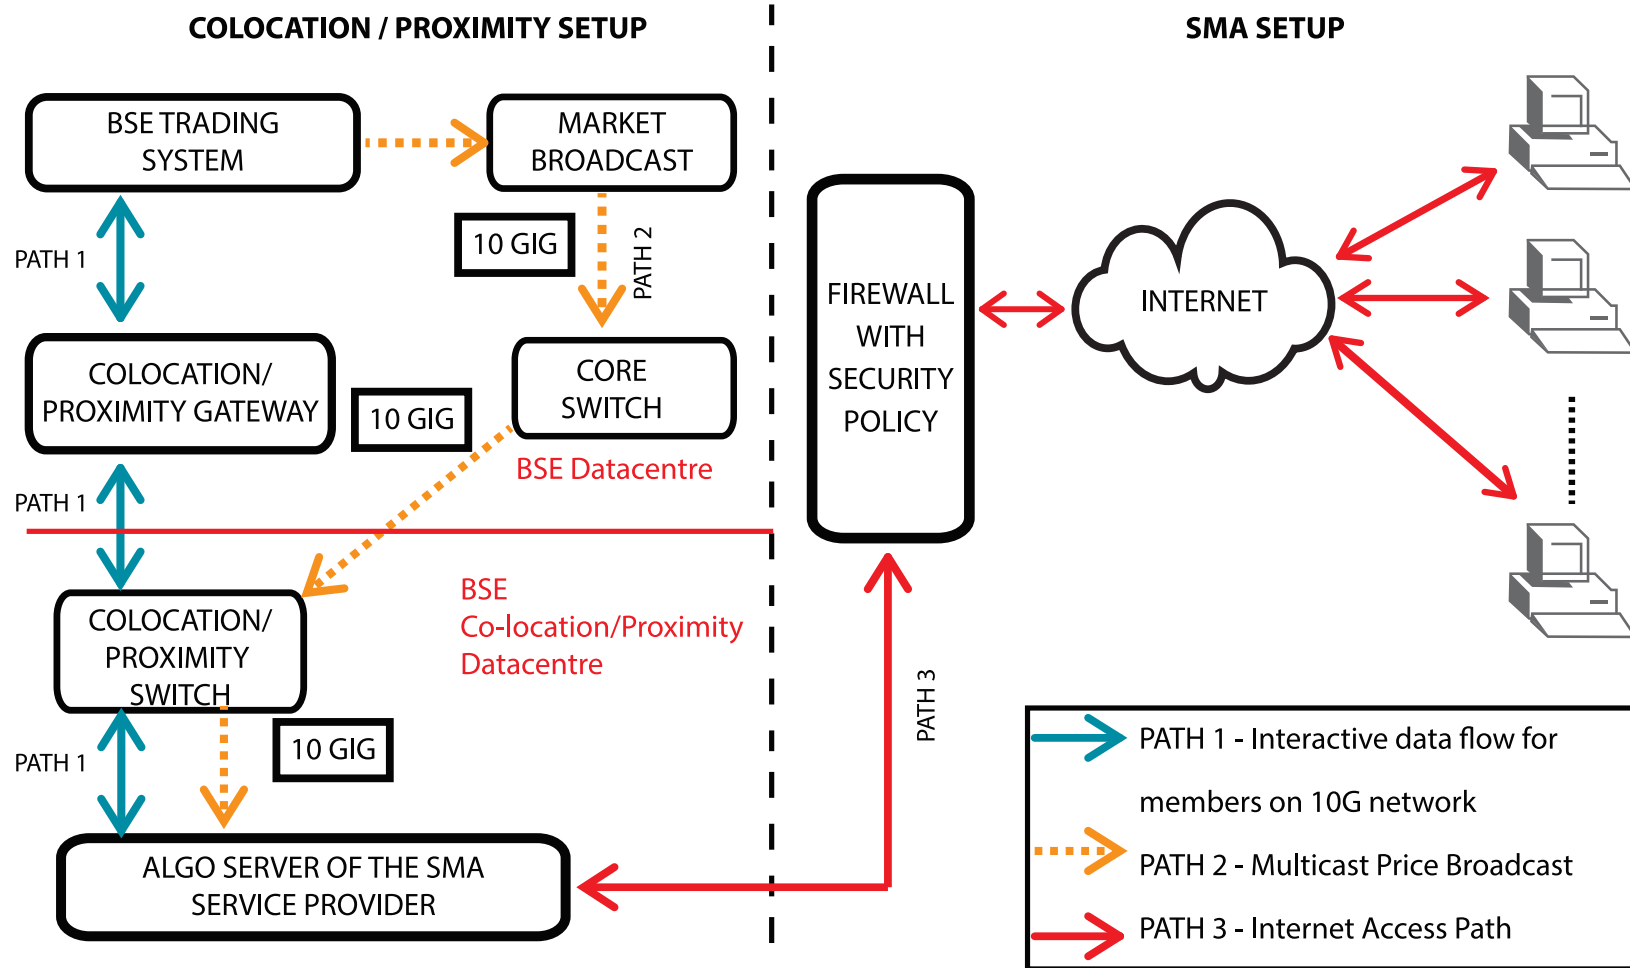 COLOCATION / PROXIMITY SETUP
SMA SETUP
BSE TRADING
SYSTEM
MARKET
BROADCAST
PATH 1
10 GIG
PATH 2
COLOCATION/
PROXIMITY GATEWAY
10 GIG
CORE
SWITCH
BSE Datacentre
PATH 1
BSE
Co-location/Proximity
Datacentre
COLOCATION/
PROXIMITY
SWITCH
PATH 1
10 GIG
ALGO SERVER OF THE SMA
SERVICE PROVIDER
FIREWALL
WITH
SECURITY
POLICY
INTERNET
PATH 3
PATH 1 - Interactive data flow for
members on 10G network
PATH 2 - Multicast Price Broadcast
PATH 3 - Internet Access Path